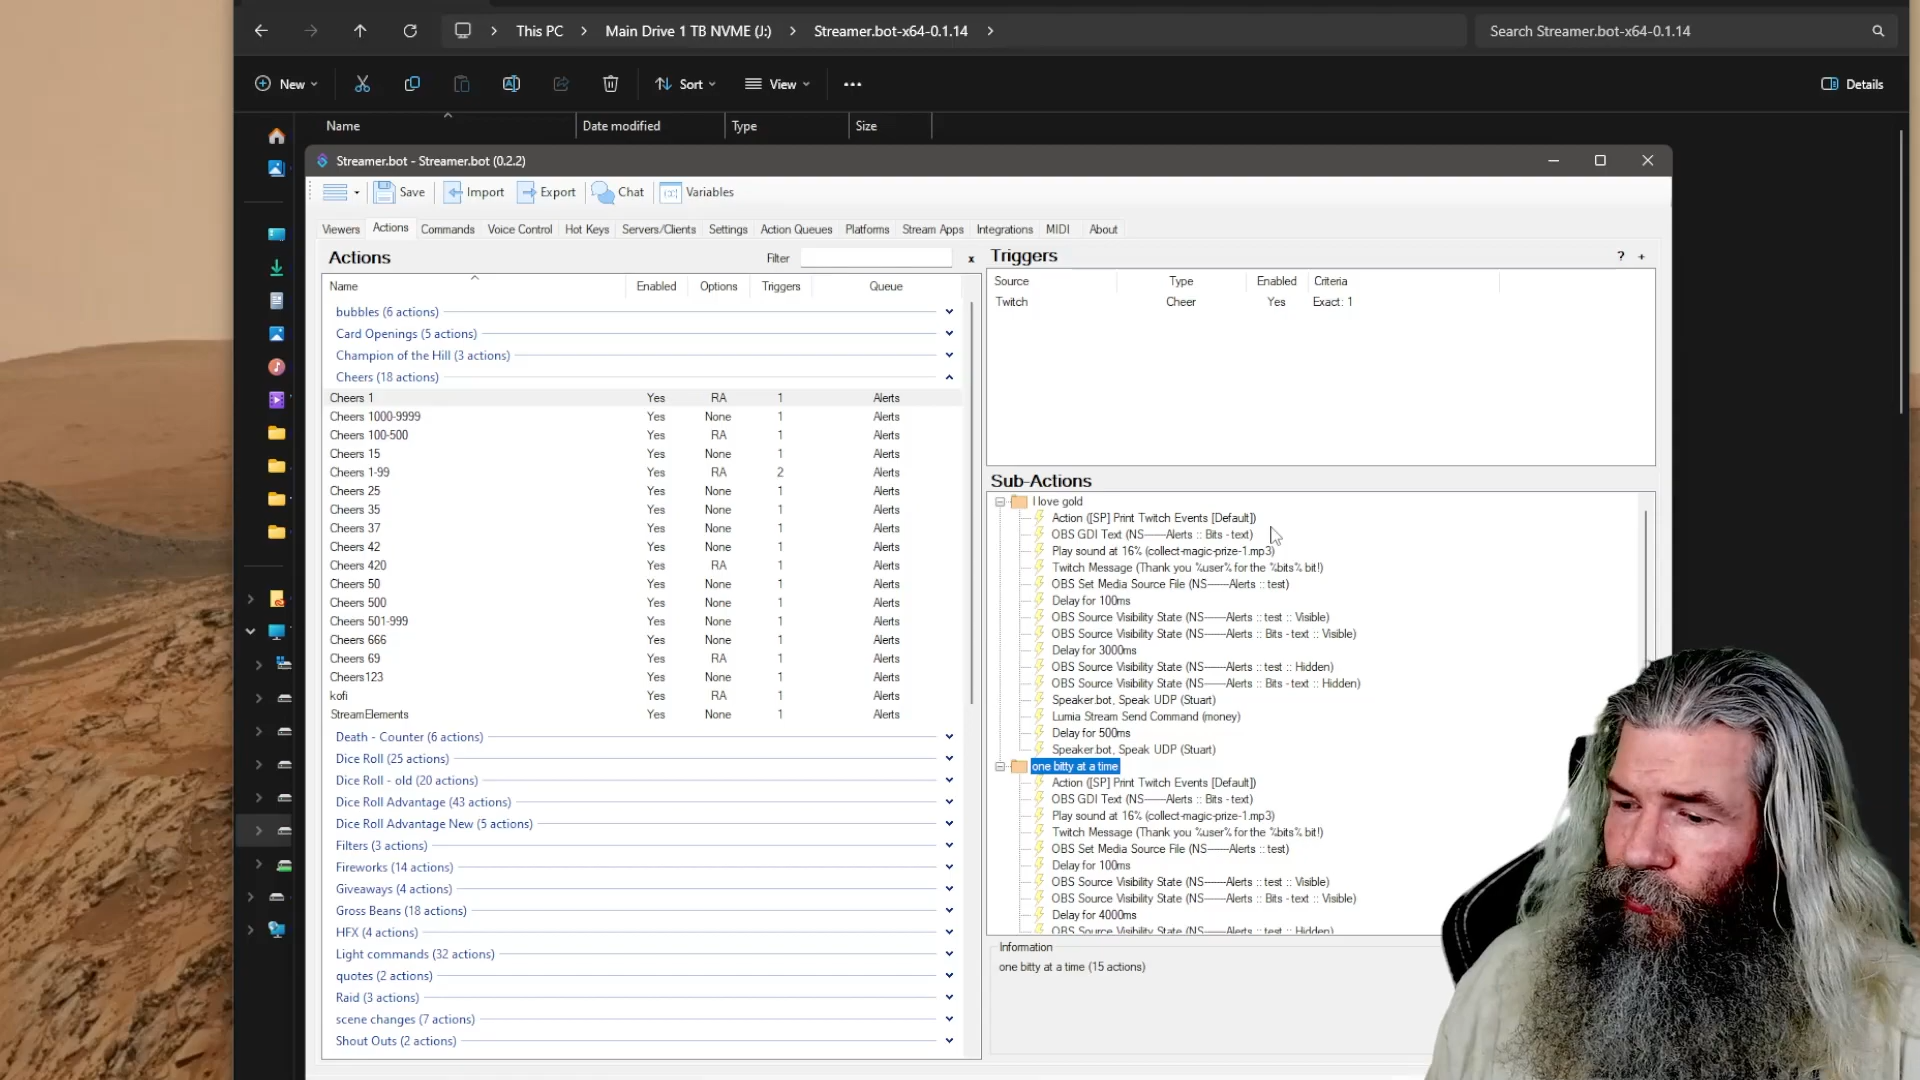 This PC > Main Drive 1 TB NVME (J:) > Streamer.bot-x64-0.1.14 >
Search Streamer.bot-x64-0.1.14
New
Sort
View
Details
Name
Date modified
Type
Size
Streamer.bot - Streamer.bot (0.2.2)
Save
Import
Export
Chat
Variables
Viewers
Actions
Commands
Voice Control
Hot Keys
Servers/Clients
Settings
Action Queues
Platforms
Stream Apps
Integrations
MIDI
About
Actions
Filter
x
Name Enabled Options Triggers Queue
bubbles (6 actions)
Card Openings (5 actions)
Champion of the Hill (3 actions)
Cheers (18 actions)
Cheers 1 Yes RA 1 Alerts
Cheers 1000-9999 Yes None 1 Alerts
Cheers 100-500 Yes RA 1 Alerts
Cheers 15 Yes None 1 Alerts
Cheers 1-99 Yes RA 2 Alerts
Cheers 25 Yes None 1 Alerts
Cheers 35 Yes None 1 Alerts
Cheers 37 Yes None 1 Alerts
Cheers 42 Yes None 1 Alerts
Cheers 420 Yes RA 1 Alerts
Cheers 50 Yes None 1 Alerts
Cheers 500 Yes None 1 Alerts
Cheers 501-999 Yes None 1 Alerts
Cheers 666 Yes None 1 Alerts
Cheers 69 Yes RA 1 Alerts
Cheers123 Yes None 1 Alerts
kofi Yes RA 1 Alerts
StreamElements Yes None 1 Alerts
Death - Counter (6 actions)
Dice Roll (25 actions)
Dice Roll - old (20 actions)
Dice Roll Advantage (43 actions)
Dice Roll Advantage New (5 actions)
Filters (3 actions)
Fireworks (14 actions)
Giveaways (4 actions)
Gross Beans (18 actions)
HFX (4 actions)
Light commands (32 actions)
quotes (2 actions)
Raid (3 actions)
scene changes (7 actions)
Shout Outs (2 actions)
Triggers
? +
Source Type Enabled Criteria
Twitch Cheer Yes Exact: 1
Sub-Actions
I love gold
Action ([SP] Print Twitch Events [Default])
OBS GDI Text (NS------Alerts :: Bits - text)
Play sound at 16% (collect-magic-prize-1.mp3)
Twitch Message (Thank you %user% for the %bits% bit!)
OBS Set Media Source File (NS------Alerts :: test)
Delay for 100ms
OBS Source Visibility State (NS------Alerts :: test :: Visible)
OBS Source Visibility State (NS------Alerts :: Bits - text :: Visible)
Delay for 3000ms
OBS Source Visibility State (NS------Alerts :: test :: Hidden)
OBS Source Visibility State (NS------Alerts :: Bits - text :: Hidden)
Speaker.bot, Speak UDP (Stuart)
Lumia Stream Send Command (money)
Delay for 500ms
Speaker.bot, Speak UDP (Stuart)
one bitty at a time
Action ([SP] Print Twitch Events [Default])
OBS GDI Text (NS------Alerts :: Bits - text)
Play sound at 16% (collect-magic-prize-1.mp3)
Twitch Message (Thank you %user% for the %bits% bit!)
OBS Set Media Source File (NS------Alerts :: test)
Delay for 100ms
OBS Source Visibility State (NS------Alerts :: test :: Visible)
OBS Source Visibility State (NS------Alerts :: Bits - text :: Visible)
Delay for 4000ms
OBS Source Visibility State (NS------Alerts :: test :: Hidden)
Information
one bitty at a time (15 actions)